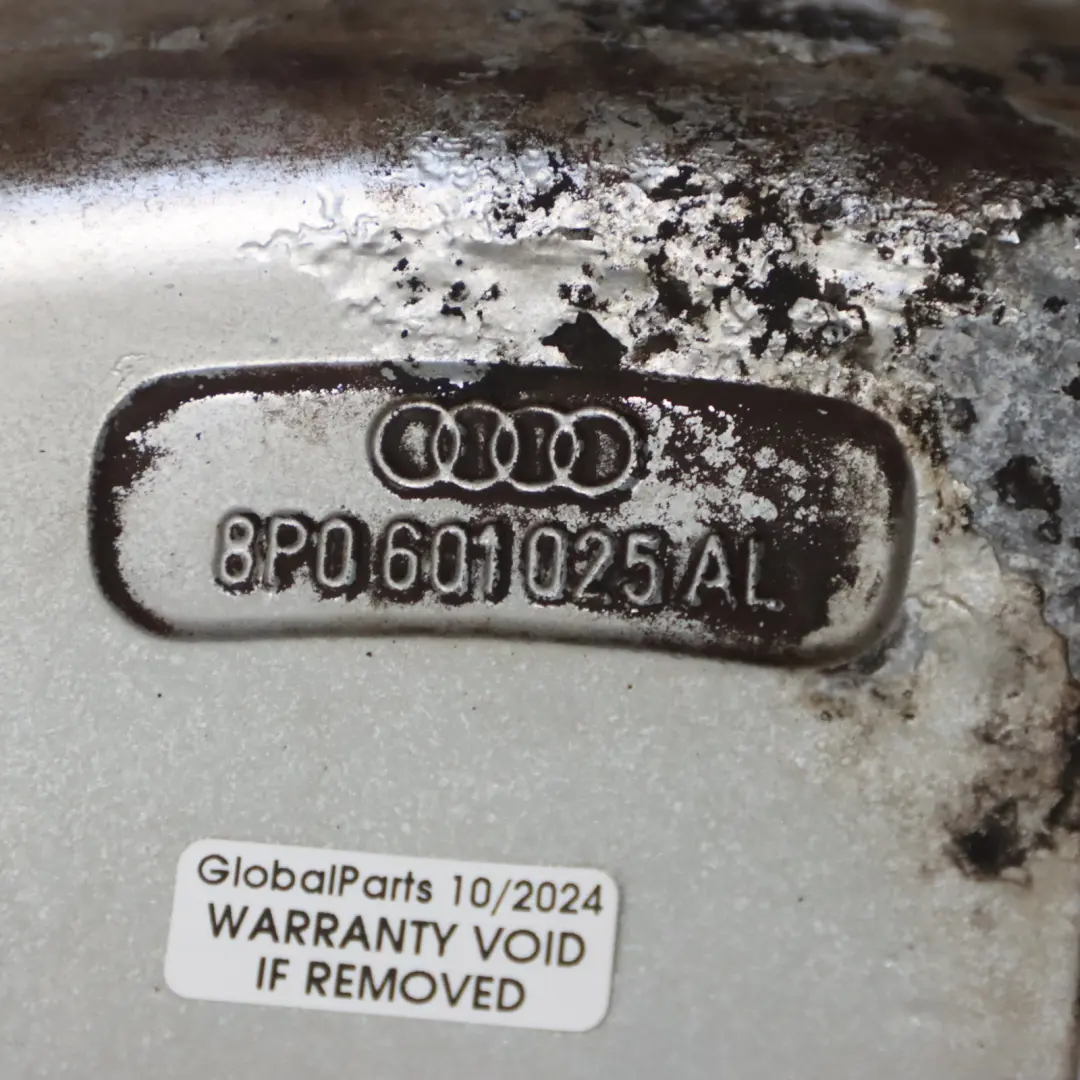 8P0 601 025 AL
GlobalParts 10/2024
WARRANTY VOID
IF REMOVED